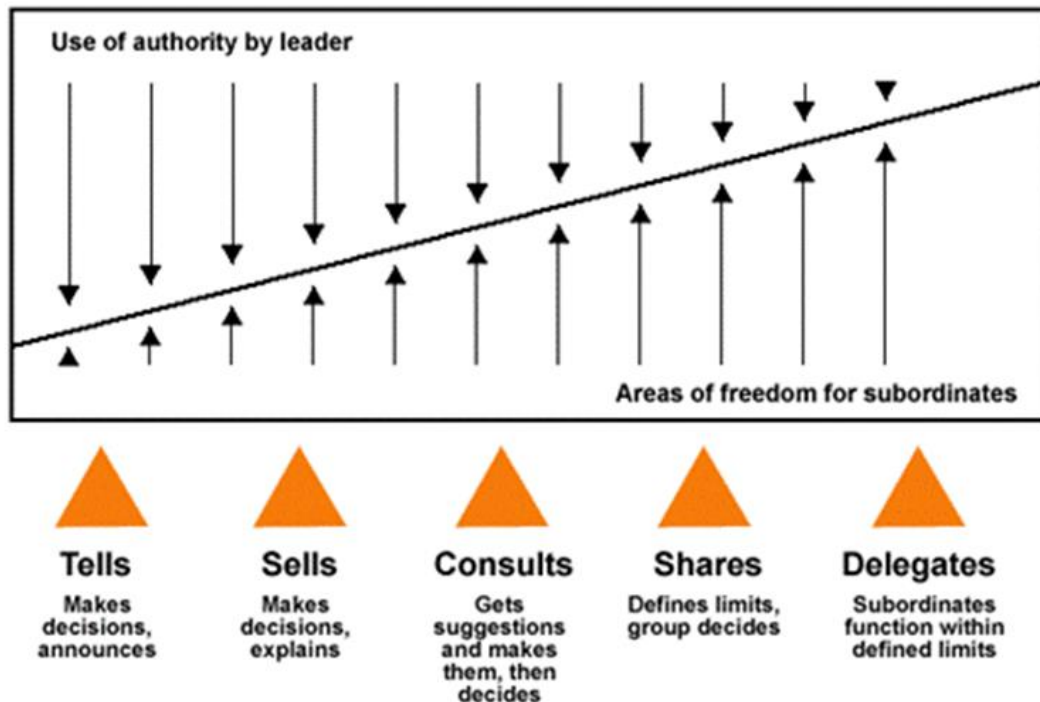 Use of authority by leader
Areas of freedom for subordinates
Tells
Makes
decisions,
announces
Sells
Makes
decisions,
explains
Consults
Gets
suggestions
and makes
them, then
decides
Shares
Defines limits,
group decides
Delegates
Subordinates
function within
defined limits